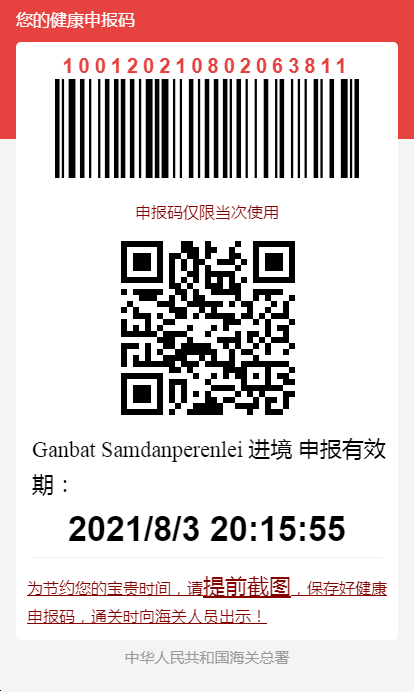 您的健康申报码
100120210802063811
申报码仅限当次使用
Ganbat Samdanperenlei 进境 申报有效
期：
2021/8/3 20:15:55
为节约您的宝贵时间，请提前截图，保存好健康
申报码，通关时向海关人员出示！
中华人民共和国海关总署